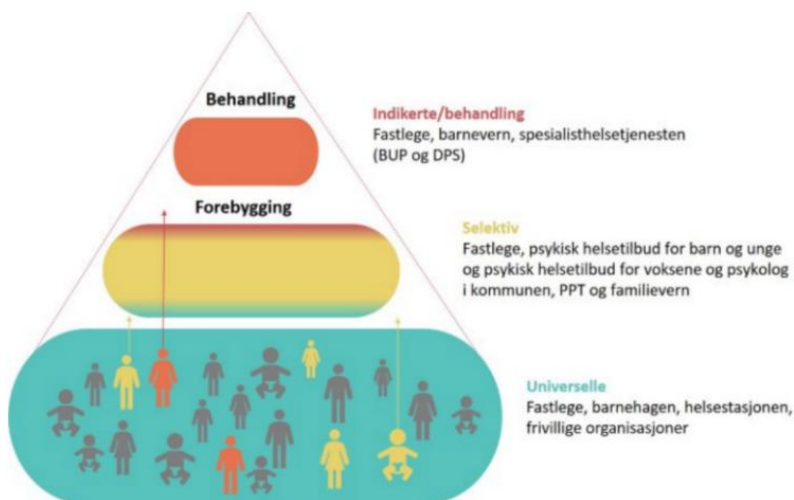 Behandling
Indikerte/behandling
Fastlege, barnevern, spesialisthelsetjenesten
(BUP og DPS)
Forebygging
Selektiv
Fastlege, psykisk helsetilbud for barn og unge
og psykisk helsetilbud for voksene og psykolog
i kommunen, PPT og familievern
Universelle
Fastlege, barnehagen, helsestasjonen,
frivillige organisasjoner